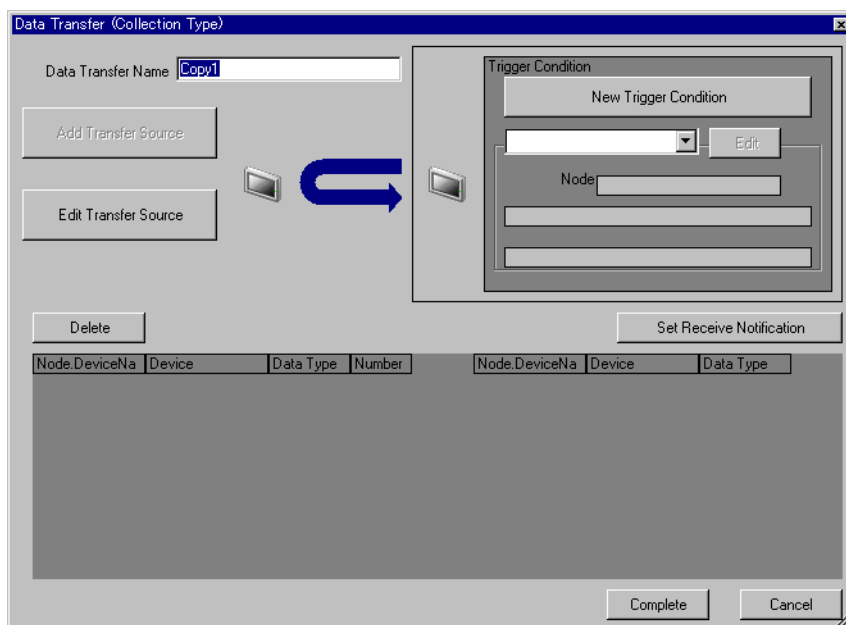 Data Transfer (Collection Type)
Data Transfer Name Copy1
Trigger Condition
New Trigger Condition
Add Transfer Source
Edit
Node
Edit Transfer Source
Delete
Set Receive Notification
Node.DeviceNa Device Data Type Number Node.DeviceNa Device Data Type
Complete Cancel